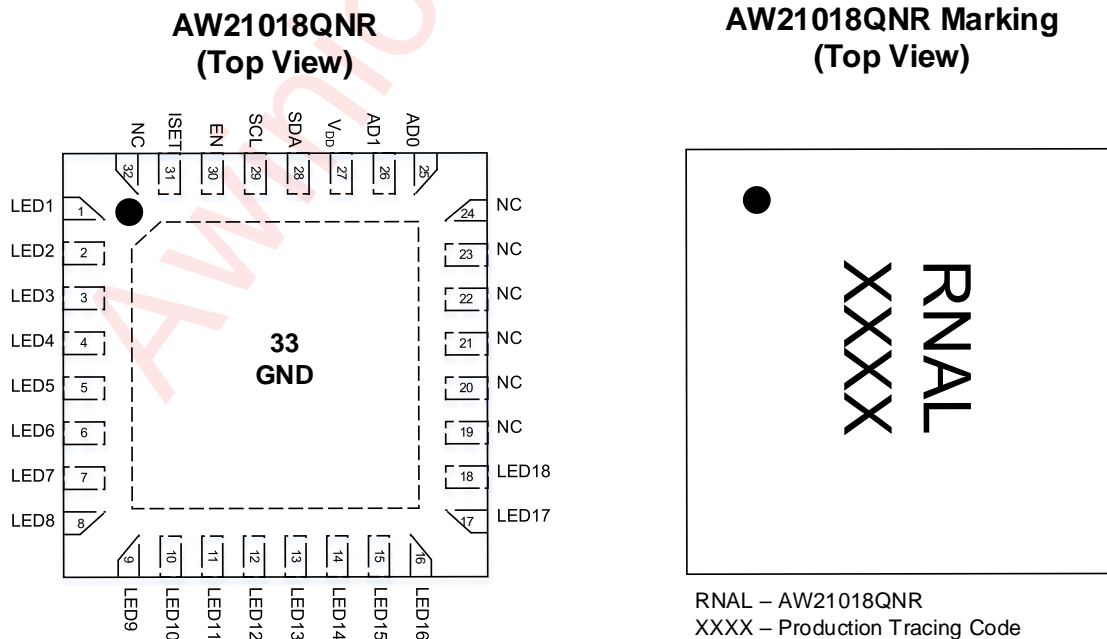 AW21018QNR
(Top View)
AW21018QNR Marking
(Top View)
NC
ISET
EN
SCL
SDA
VDD
AD1
AD0
32
31
30
29
28
27
26
25
LED1
1
LED2
2
LED3
3
LED4
4
LED5
5
LED6
6
LED7
7
LED8
8
33
GND
24
NC
23
NC
22
NC
21
NC
20
NC
19
NC
18
LED18
17
LED17
9
10
11
12
13
14
15
16
LED9
LED10
LED11
LED12
LED13
LED14
LED15
LED16
RNAL
XXXX
RNAL – AW21018QNR
XXXX – Production Tracing Code
Awinic